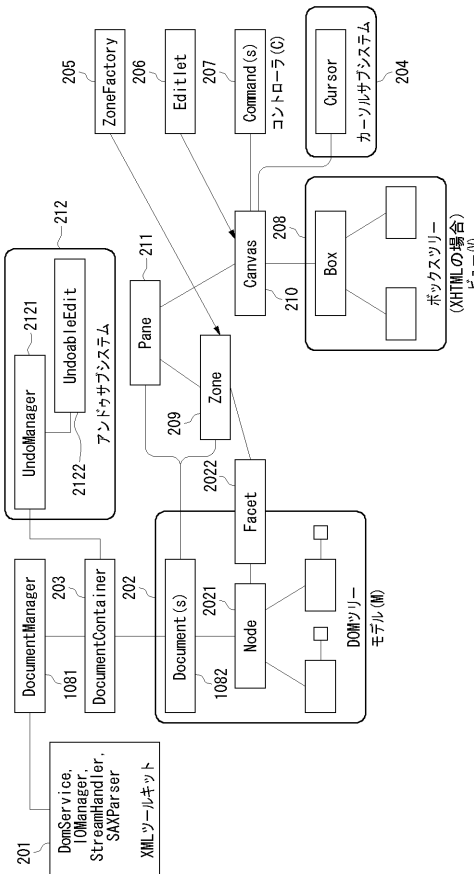 201
DomService,
IOManager,
StreamHandler,
SAXParser
XMLツールキット
DocumentManager
1081
DocumentContainer
203
UndoManager
2121
UndoableEdit
2122
アンドゥサブシステム
212
202
Document(s)
1082
Node
2021
Facet
2022
DOMツリー
モデル(M)
Pane
211
Zone
209
Canvas
210
ZoneFactory
205
Editlet
206
Command(s)
207
コントローラ(C)
Cursor
カーソルサブシステム
204
Box
208
ボックスツリー
(XHTMLの場合)